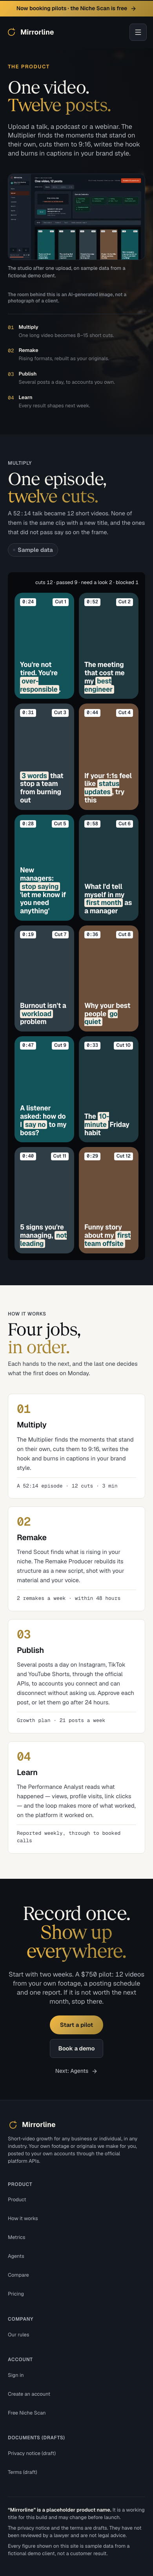 Now booking pilots · the Niche Scan is free →
Mirrorline
THE PRODUCT
One video.
Twelve posts.
Upload a talk, a podcast or a webinar. The
Multiplier finds the moments that stand
on their own, cuts them to 9:16, writes the
hook and burns captions in your brand
style.
The studio after one upload, on sample data from a
fictional demo client.
The room behind this is an AI-generated image, not a
photograph of a client.
01 Multiply
One long video becomes 8–15 short cuts.
02 Remake
Rising formats, rebuilt as your originals.
03 Publish
Several posts a day, to accounts you own.
04 Learn
Every result shapes next week.
MULTIPLY
One episode,
twelve cuts.
A 52:14 talk became 12 short videos. None of
them is the same clip with a new title, and the ones
that did not pass say so on the frame.
Sample data
cuts 12 · passed 9 · need a look 2 · blocked 1
0:24 Cut 1
You're not
tired. You're
over-
responsible.
0:52 Cut 2
The meeting
that cost me
my best
engineer
0:31 Cut 3
3 words that
stop a team
from burning
out
0:44 Cut 4
If your 1:1s feel
like status
updates, try
this
0:28 Cut 5
New
managers:
stop saying
'let me know if
you need
anything'
0:58 Cut 6
What I'd tell
myself in my
first month as
a manager
0:19 Cut 7
Burnout isn't a
workload
problem
0:36 Cut 8
Why your best
people go
quiet
0:47 Cut 9
A listener
asked: how do
I say no to my
boss?
0:33 Cut 10
The 10-
minute Friday
habit
0:40 Cut 11
5 signs you're
managing, not
leading
0:29 Cut 12
Funny story
about my first
team offsite
HOW IT WORKS
Four jobs,
in order.
Each hands to the next, and the last one decides
what the first does on Monday.
01
Multiply
The Multiplier finds the moments that stand
on their own, cuts them to 9:16, writes the
hook and burns in captions in your brand
style.
A 52:14 episode · 12 cuts · 3 min
02
Remake
Trend Scout finds what is rising in your
niche. The Remake Producer rebuilds its
structure as a new script, shot with your
material and your voice.
2 remakes a week · within 48 hours
03
Publish
Several posts a day on Instagram, TikTok
and YouTube Shorts, through the official
APIs, to accounts you connect and can
disconnect without asking us. Approve each
post, or let them go after 24 hours.
Growth plan · 21 posts a week
04
Learn
The Performance Analyst reads what
happened — views, profile visits, link clicks
— and the loop makes more of what worked,
on the platform it worked on.
Reported weekly, through to booked
calls
Record once.
Show up
everywhere.
Start with two weeks. A $750 pilot: 12 videos
from your own footage, a posting schedule
and one report. If it is not worth the next
month, stop there.
Start a pilot
Book a demo
Next: Agents →
Mirrorline
Short-video growth for any business or individual, in any
industry. Your own footage or originals we make for you,
posted to your own accounts through the official
platform APIs.
PRODUCT
Product
How it works
Metrics
Agents
Compare
Pricing
COMPANY
Our rules
ACCOUNT
Sign in
Create an account
Free Niche Scan
DOCUMENTS (DRAFTS)
Privacy notice (draft)
Terms (draft)
"Mirrorline" is a placeholder product name. It is a working
title for this build and may change before launch.
The privacy notice and the terms are drafts. They have not
been reviewed by a lawyer and are not legal advice.
Every figure shown on this site is sample data from a
fictional demo client, not a customer result.